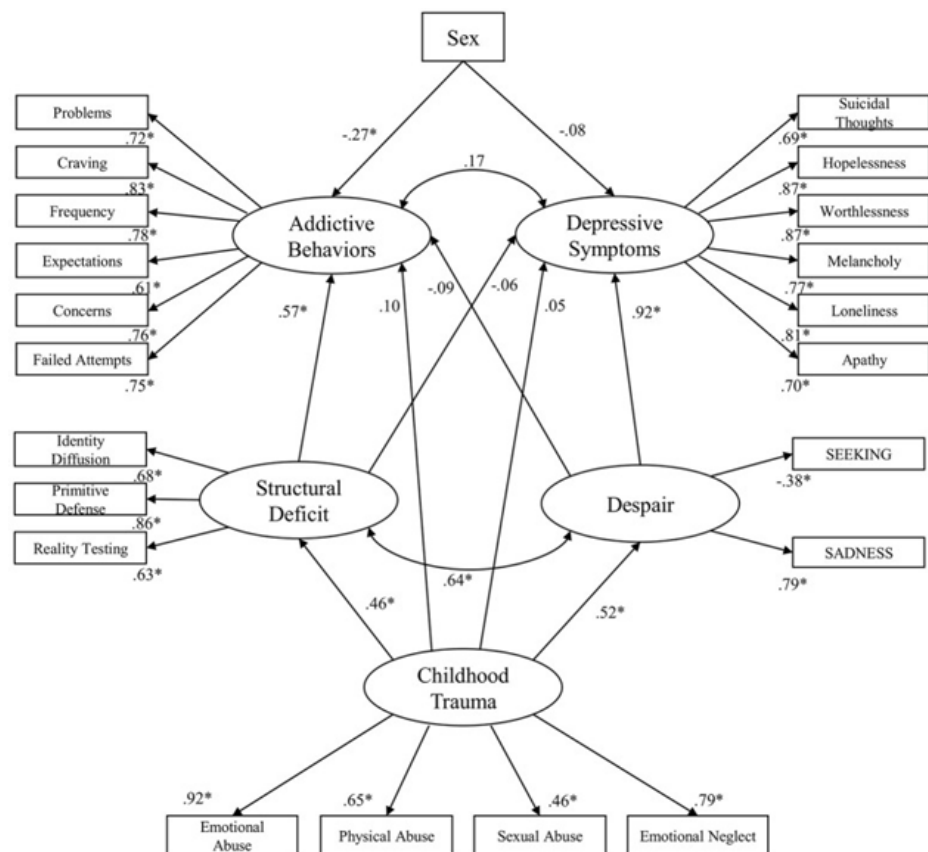 Sex
Problems
.72*
Craving
.83*
Frequency
.78*
Expectations
.61*
Concerns
.76*
Failed Attempts
.75*
-.27*
-.08
.17
Addictive
Behaviors
Depressive
Symptoms
Suicidal
Thoughts
.69*
Hopelessness
.87*
Worthlessness
.87*
Melancholy
.77*
Loneliness
.81*
Apathy
.70*
.57*
.10
-.09
-.06
.05
.92*
Identity
Diffusion
.68*
Primitive
Defense
.86*
Reality Testing
.63*
Structural
Deficit
Despair
SEEKING
-.38*
SADNESS
.79*
.64*
.46*
.52*
Childhood
Trauma
.92*
.65*
.46*
.79*
Emotional
Abuse
Physical Abuse
Sexual Abuse
Emotional Neglect